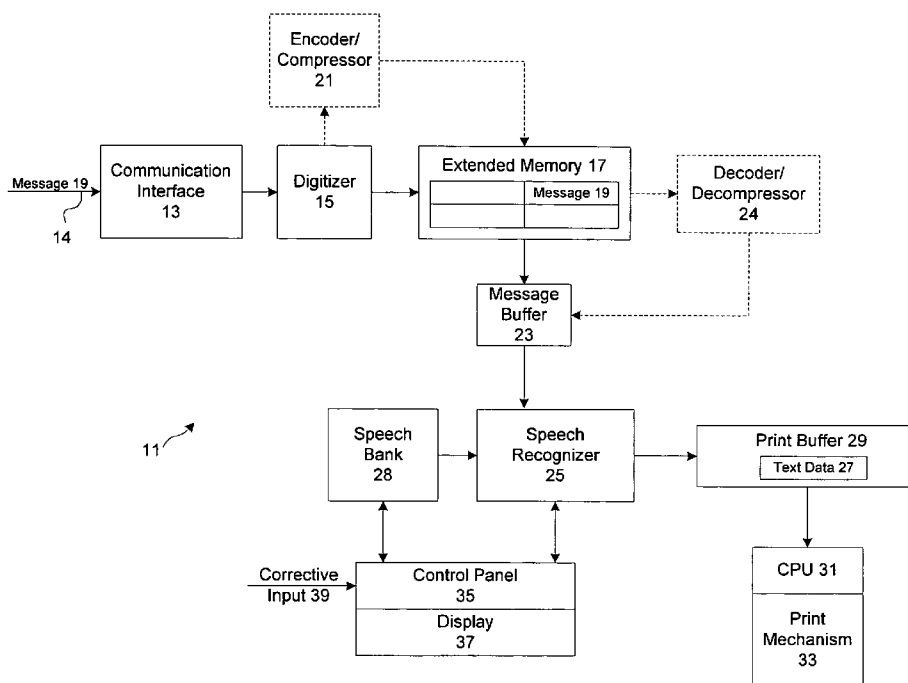 Encoder/
Compressor
21
Message 19
14
Communication
Interface
13
Digitizer
15
Extended Memory 17
Message 19
Decoder/
Decompressor
24
Message
Buffer
23
11
Speech
Bank
28
Speech
Recognizer
25
Print Buffer 29
Text Data 27
Corrective
Input 39
Control Panel
35
Display
37
CPU 31
Print
Mechanism
33